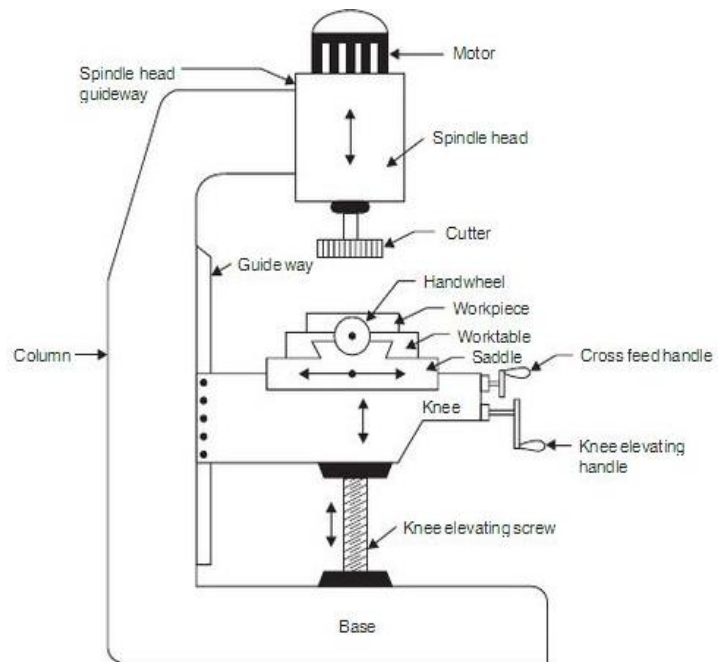 Motor
Spindle head
guideway
Spindle head
Cutter
Guide way
Handwheel
Workpiece
Worktable
Saddle
Column
Cross feed handle
Knee
Knee elevating
handle
Knee elevating screw
Base